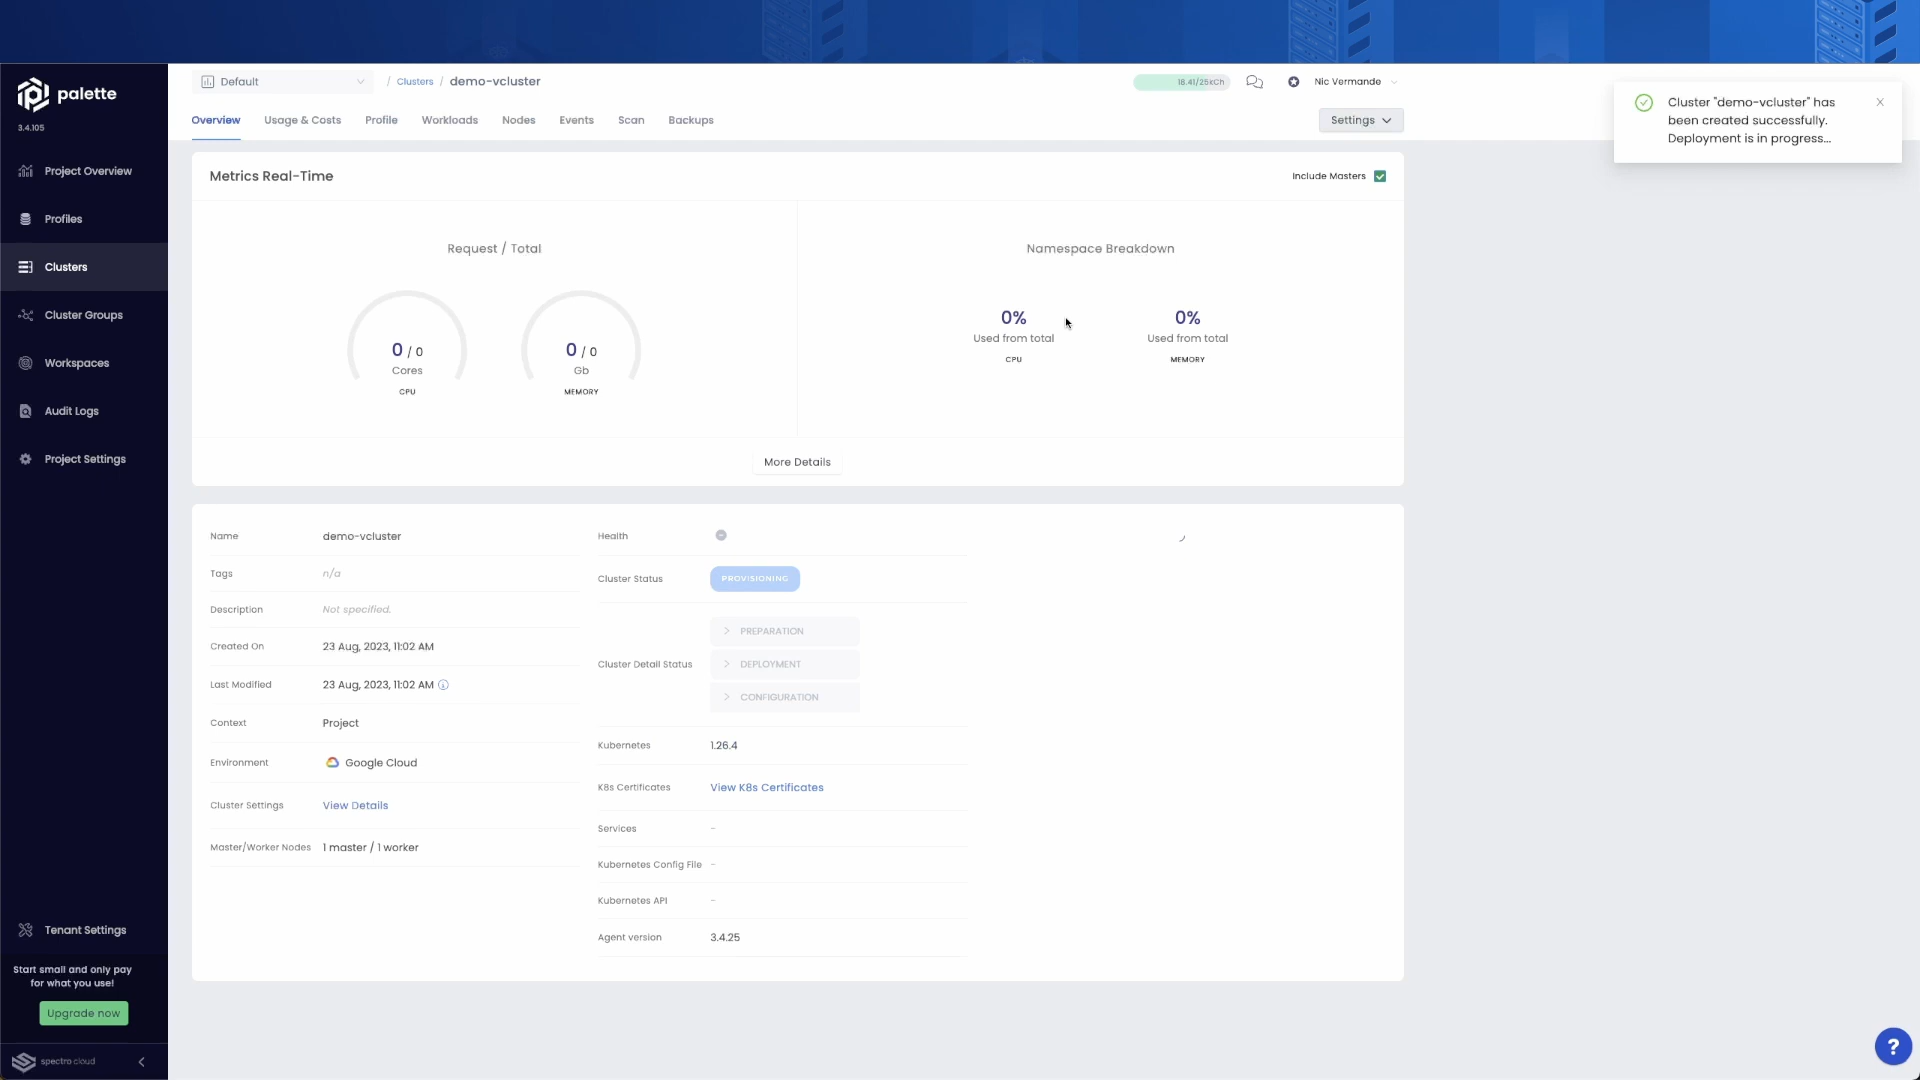 palette
3.4.105
Project Overview
Profiles
Clusters
Cluster Groups
Workspaces
Audit Logs
Project Settings
Tenant Settings
Start small and only pay
for what you use!
Upgrade now
spectro cloud
Default
/ Clusters / demo-vcluster
18.41/25kCh
Nic Vermande
Overview
Usage & Costs
Profile
Workloads
Nodes
Events
Scan
Backups
Settings
Cluster "demo-vcluster" has
been created successfully.
Deployment is in progress...
Metrics Real-Time
Include Masters
Request / Total
0 / 0
Cores
CPU
0 / 0
Gb
MEMORY
Namespace Breakdown
0%
Used from total
CPU
0%
Used from total
MEMORY
More Details
Name demo-vcluster
Tags n/a
Description Not specified.
Created On 23 Aug, 2023, 11:02 AM
Last Modified 23 Aug, 2023, 11:02 AM
Context Project
Environment Google Cloud
Cluster Settings View Details
Master/Worker Nodes 1 master / 1 worker
Health
Cluster Status PROVISIONING
Cluster Detail Status
PREPARATION
DEPLOYMENT
CONFIGURATION
Kubernetes 1.26.4
K8s Certificates View K8s Certificates
Services -
Kubernetes Config File -
Kubernetes API -
Agent version 3.4.25
?